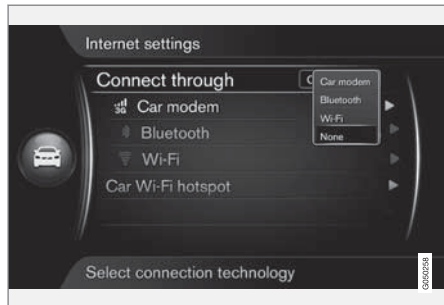 Internet settings
Connect through
Car modem
Bluetooth
Wi-Fi
None
3G Car modem
Bluetooth
Wi-Fi
Car Wi-Fi hotspot
Select connection technology
G050258